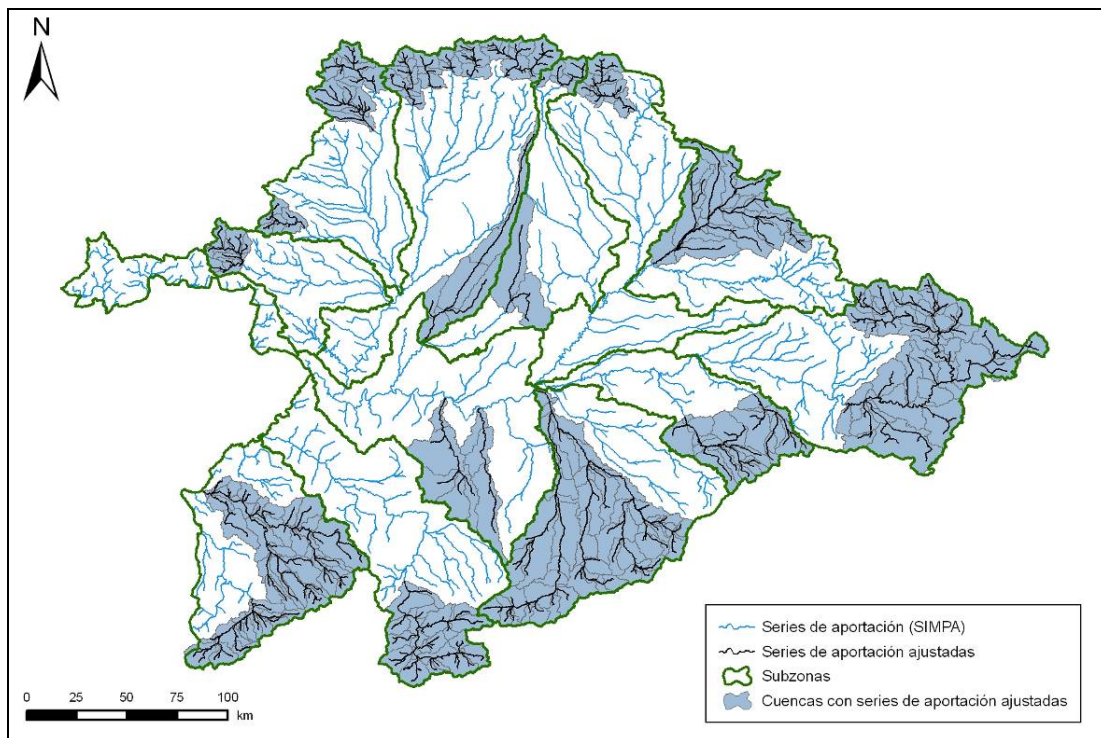 N
Series de aportación (SIMPA)
Series de aportación ajustadas
Subzonas
Cuencas con series de aportación ajustadas
0 25 50 75 100
km